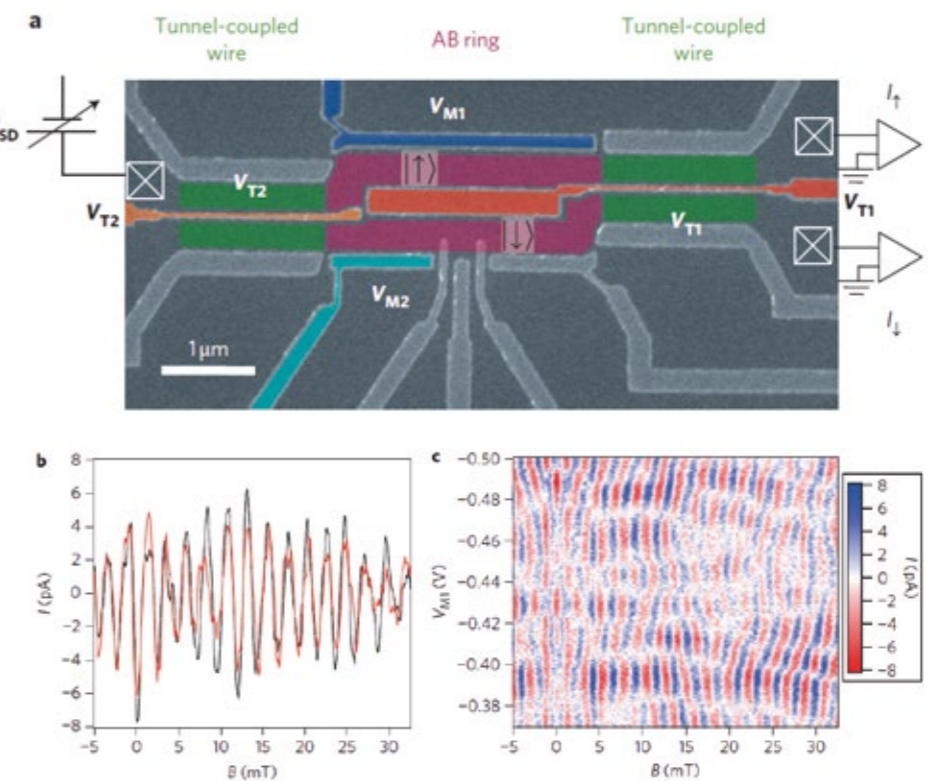 a
Tunnel-coupled
wire
AB ring
Tunnel-coupled
wire
SD
V_M1
I↑
|↑⟩
V_T2
V_T2
V_T1
V_T1
|↓⟩
V_M2
I↓
1 μm
b
I (pA)
8
6
4
2
0
−2
−4
−6
−8
−5 0 5 10 15 20 25 30
B (mT)
c
V_M1 (V)
−0.50
−0.48
−0.46
−0.44
−0.42
−0.40
−0.38
−5 0 5 10 15 20 25 30
B (mT)
8
6
4
2
0
−2
−4
−6
−8
I (pA)